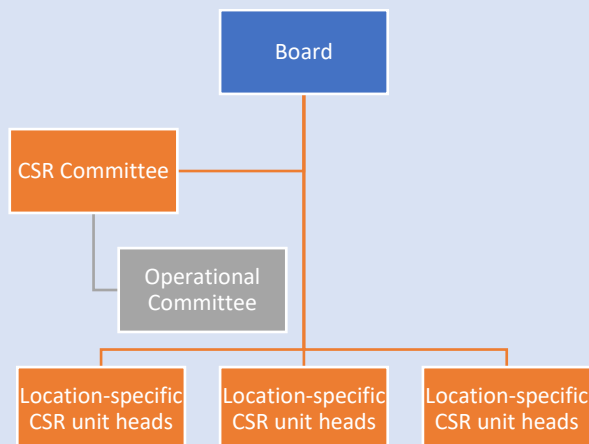 Board
CSR Committee
Operational
Committee
Location-specific
CSR unit heads
Location-specific
CSR unit heads
Location-specific
CSR unit heads